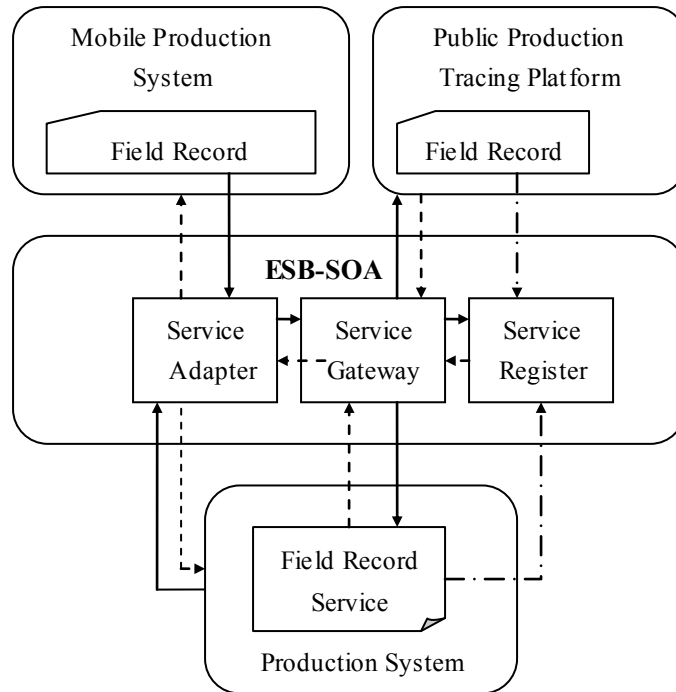 Mobile Production
System
Field Record
Public Production
Tracing Platform
Field Record
ESB-SOA
Service
Adapter
Service
Gateway
Service
Register
Field Record
Service
Production System